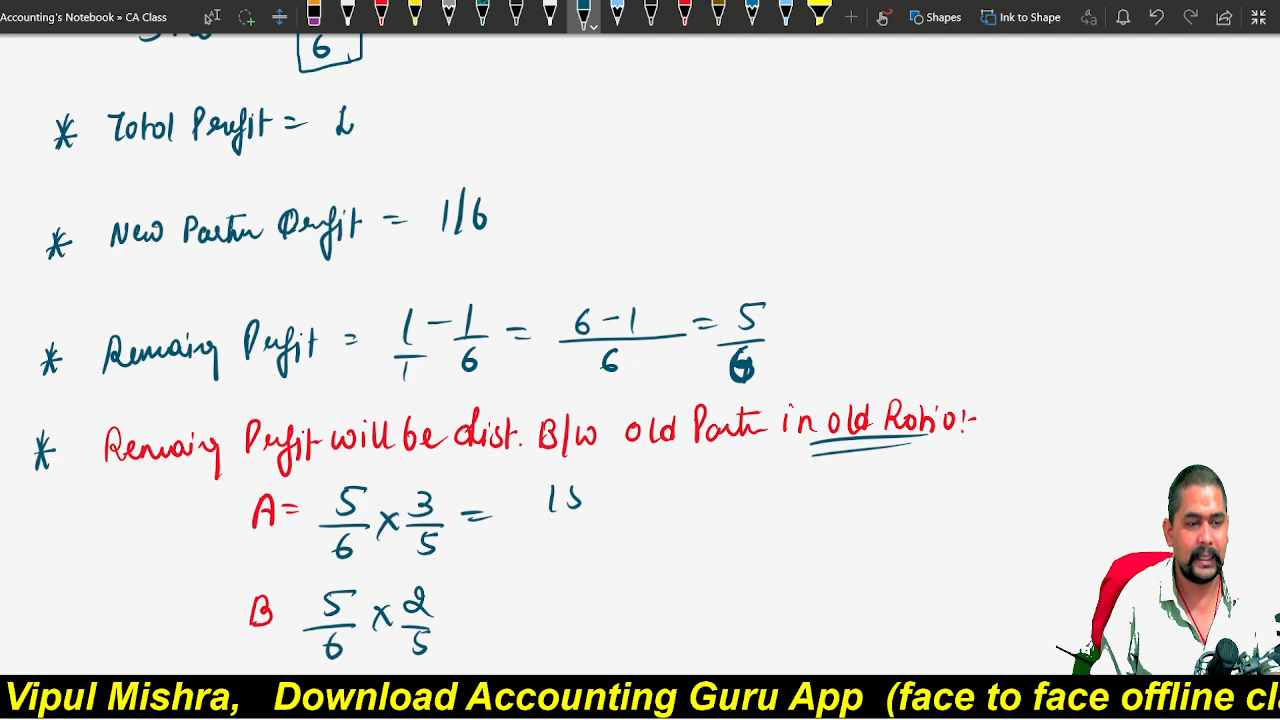 Accounting's Notebook » CA Class
Shapes
Ink to Shape
6
* Total Profit = 1
* New Partner Profit = 1/6
* Remaing Profit = 1/1 - 1/6 = 6-1/6 = 5/6
* Remaing Profit will be dist. B/w old Partn in old Ratio:-
A = 5/6 × 3/5 = 15
B 5/6 × 2/5
Vipul Mishra, Download Accounting Guru App (face to face offline cl